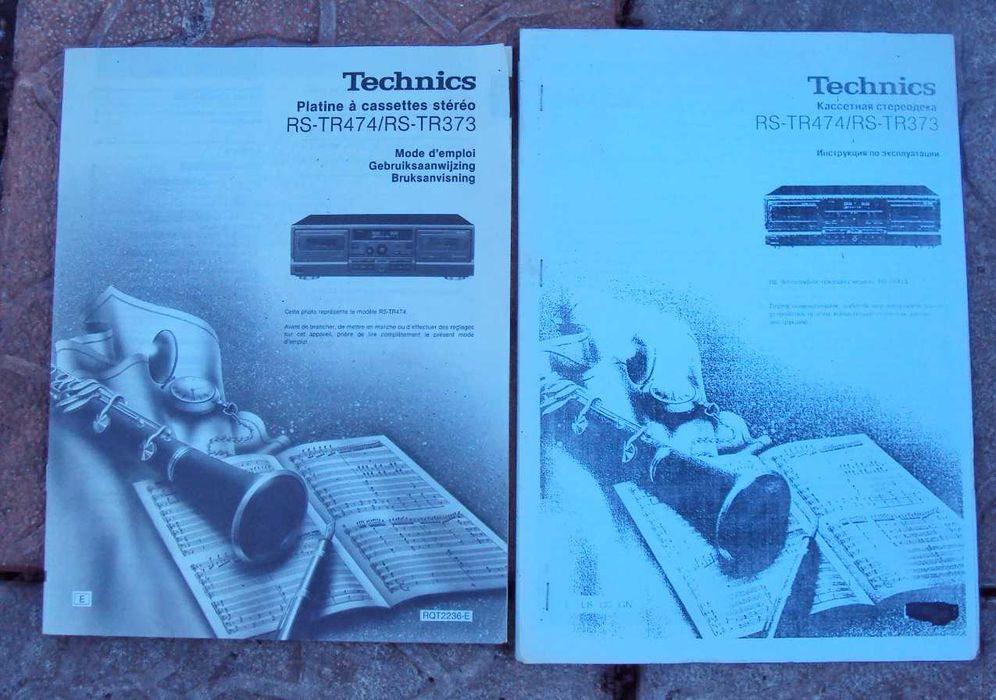 Technics
Platine à cassettes stéréo
RS-TR474/RS-TR373
Mode d'emploi
Gebruiksaanwijzing
Bruksanvisning
Cette photo représente le modèle RS-TR474.
Avant de brancher, de mettre en marche ou d'effectuer des réglages
sur cet appareil, prière de lire complètement le présent mode
d'emploi.
E
RQT2236-E
Technics
Кассетная стереодека
RS-TR474/RS-TR373
Инструкция по эксплуатации